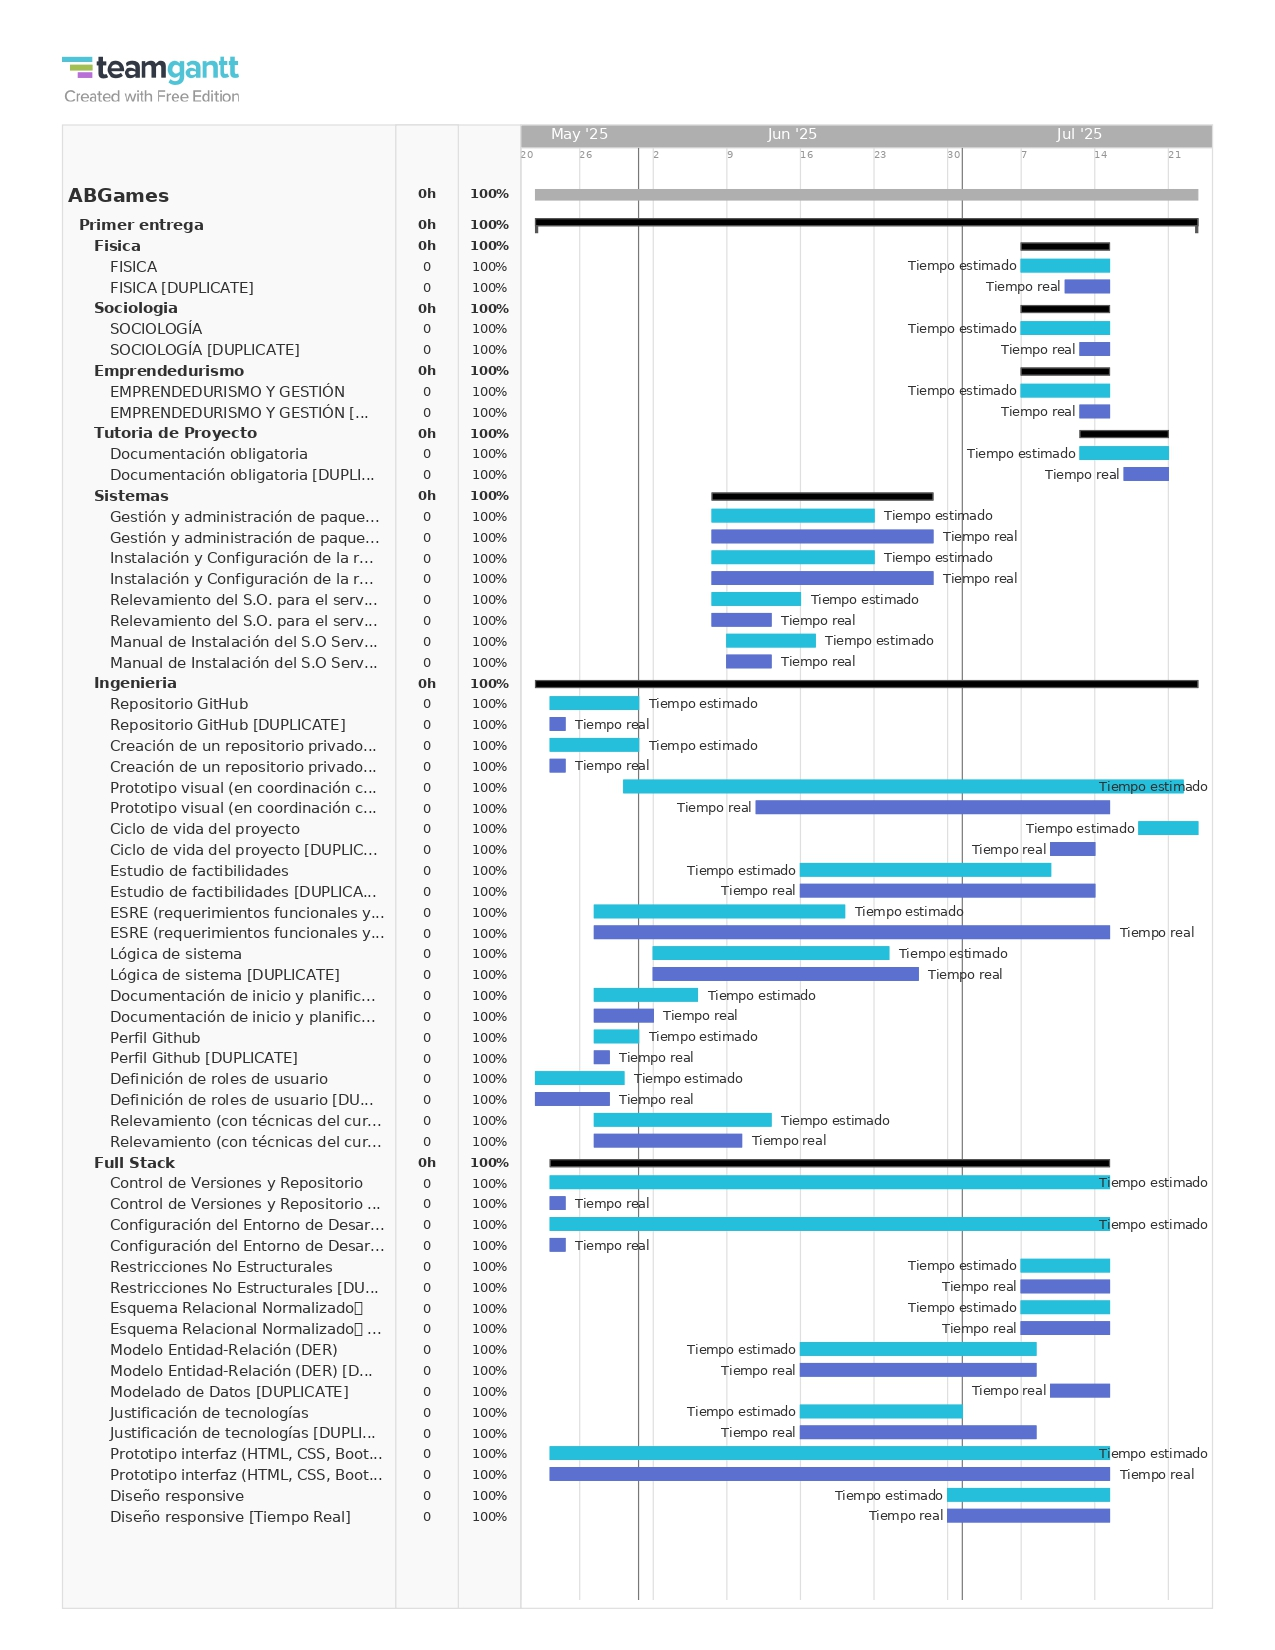 teamgantt
Created with Free Edition
May '25 Jun '25 Jul '25
20 26 2 9 16 23 30 7 14 21
ABGames 0h 100%
Primer entrega 0h 100%
Fisica 0h 100%
FISICA 0 100% Tiempo estimado
FISICA [DUPLICATE] 0 100% Tiempo real
Sociologia 0h 100%
SOCIOLOGÍA 0 100% Tiempo estimado
SOCIOLOGÍA [DUPLICATE] 0 100% Tiempo real
Emprendedurismo 0h 100%
EMPRENDEDURISMO Y GESTIÓN 0 100% Tiempo estimado
EMPRENDEDURISMO Y GESTIÓN [... 0 100% Tiempo real
Tutoria de Proyecto 0h 100%
Documentación obligatoria 0 100% Tiempo estimado
Documentación obligatoria [DUPLI... 0 100% Tiempo real
Sistemas 0h 100%
Gestión y administración de paque... 0 100% Tiempo estimado
Gestión y administración de paque... 0 100% Tiempo real
Instalación y Configuración de la r... 0 100% Tiempo estimado
Instalación y Configuración de la r... 0 100% Tiempo real
Relevamiento del S.O. para el serv... 0 100% Tiempo estimado
Relevamiento del S.O. para el serv... 0 100% Tiempo real
Manual de Instalación del S.O Serv... 0 100% Tiempo estimado
Manual de Instalación del S.O Serv... 0 100% Tiempo real
Ingenieria 0h 100%
Repositorio GitHub 0 100% Tiempo estimado
Repositorio GitHub [DUPLICATE] 0 100% Tiempo real
Creación de un repositorio privado... 0 100% Tiempo estimado
Creación de un repositorio privado... 0 100% Tiempo real
Prototipo visual (en coordinación c... 0 100% Tiempo estimado
Prototipo visual (en coordinación c... 0 100% Tiempo real
Ciclo de vida del proyecto 0 100% Tiempo estimado
Ciclo de vida del proyecto [DUPLIC... 0 100% Tiempo real
Estudio de factibilidades 0 100% Tiempo estimado
Estudio de factibilidades [DUPLICA... 0 100% Tiempo real
ESRE (requerimientos funcionales y... 0 100% Tiempo estimado
ESRE (requerimientos funcionales y... 0 100% Tiempo real
Lógica de sistema 0 100% Tiempo estimado
Lógica de sistema [DUPLICATE] 0 100% Tiempo real
Documentación de inicio y planific... 0 100% Tiempo estimado
Documentación de inicio y planific... 0 100% Tiempo real
Perfil Github 0 100% Tiempo estimado
Perfil Github [DUPLICATE] 0 100% Tiempo real
Definición de roles de usuario 0 100% Tiempo estimado
Definición de roles de usuario [DU... 0 100% Tiempo real
Relevamiento (con técnicas del cur... 0 100% Tiempo estimado
Relevamiento (con técnicas del cur... 0 100% Tiempo real
Full Stack 0h 100%
Control de Versiones y Repositorio 0 100% Tiempo estimado
Control de Versiones y Repositorio ... 0 100% Tiempo real
Configuración del Entorno de Desar... 0 100% Tiempo estimado
Configuración del Entorno de Desar... 0 100% Tiempo real
Restricciones No Estructurales 0 100% Tiempo estimado
Restricciones No Estructurales [DU... 0 100% Tiempo real
Esquema Relacional Normalizado 0 100% Tiempo estimado
Esquema Relacional Normalizado ... 0 100% Tiempo real
Modelo Entidad-Relación (DER) 0 100% Tiempo estimado
Modelo Entidad-Relación (DER) [D... 0 100% Tiempo real
Modelado de Datos [DUPLICATE] 0 100% Tiempo real
Justificación de tecnologías 0 100% Tiempo estimado
Justificación de tecnologías [DUPLI... 0 100% Tiempo real
Prototipo interfaz (HTML, CSS, Boot... 0 100% Tiempo estimado
Prototipo interfaz (HTML, CSS, Boot... 0 100% Tiempo real
Diseño responsive 0 100% Tiempo estimado
Diseño responsive [Tiempo Real] 0 100% Tiempo real